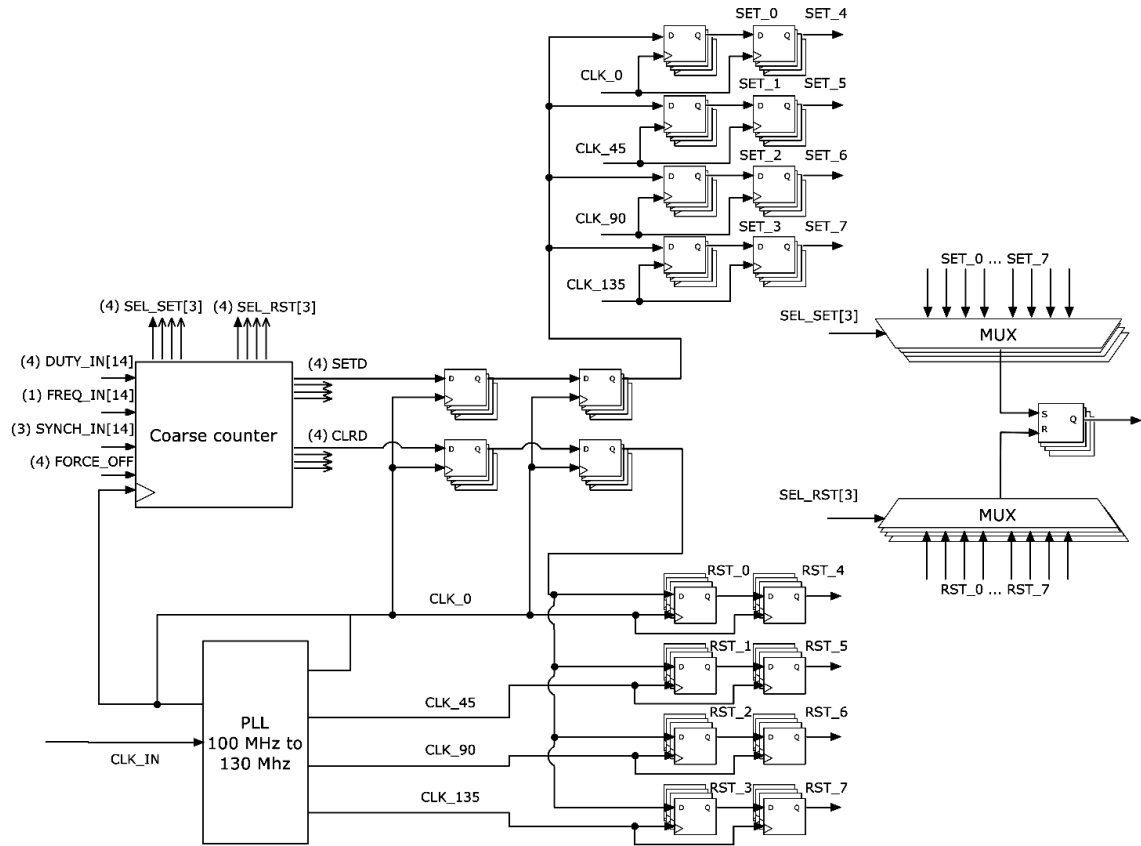 SET_0 SET_4
D Q D Q
CLK_0
SET_1 SET_5
D Q D Q
CLK_45
SET_2 SET_6
D Q D Q
CLK_90
SET_3 SET_7
D Q D Q
CLK_135
SET_0 ... SET_7
SEL_SET[3]
MUX
S Q
R
SEL_RST[3]
MUX
RST_0 ... RST_7
(4) SEL_SET[3] (4) SEL_RST[3]
(4) DUTY_IN[14]
(1) FREQ_IN[14]
(3) SYNCH_IN[14]
(4) FORCE_OFF
Coarse counter
(4) SETD
D Q D Q
(4) CLRD
D Q D Q
CLK_0
RST_0 RST_4
D Q D Q
RST_1 RST_5
D Q D Q
CLK_45
RST_2 RST_6
D Q D Q
CLK_90
RST_3 RST_7
D Q D Q
CLK_135
PLL
100 MHz to
130 Mhz
CLK_IN